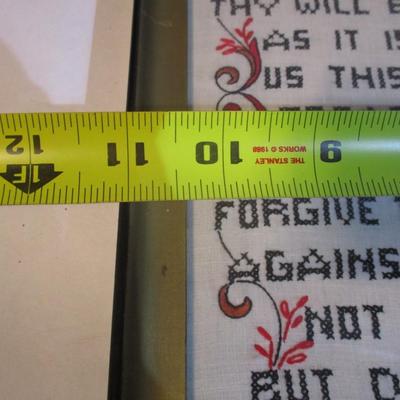 THY WILL B
AS IT IS
US THIS
12 11 10 9
1F
THE STANLEY
WORKS © 1988
FORGIVE
AGAINS
NOT
BUT D